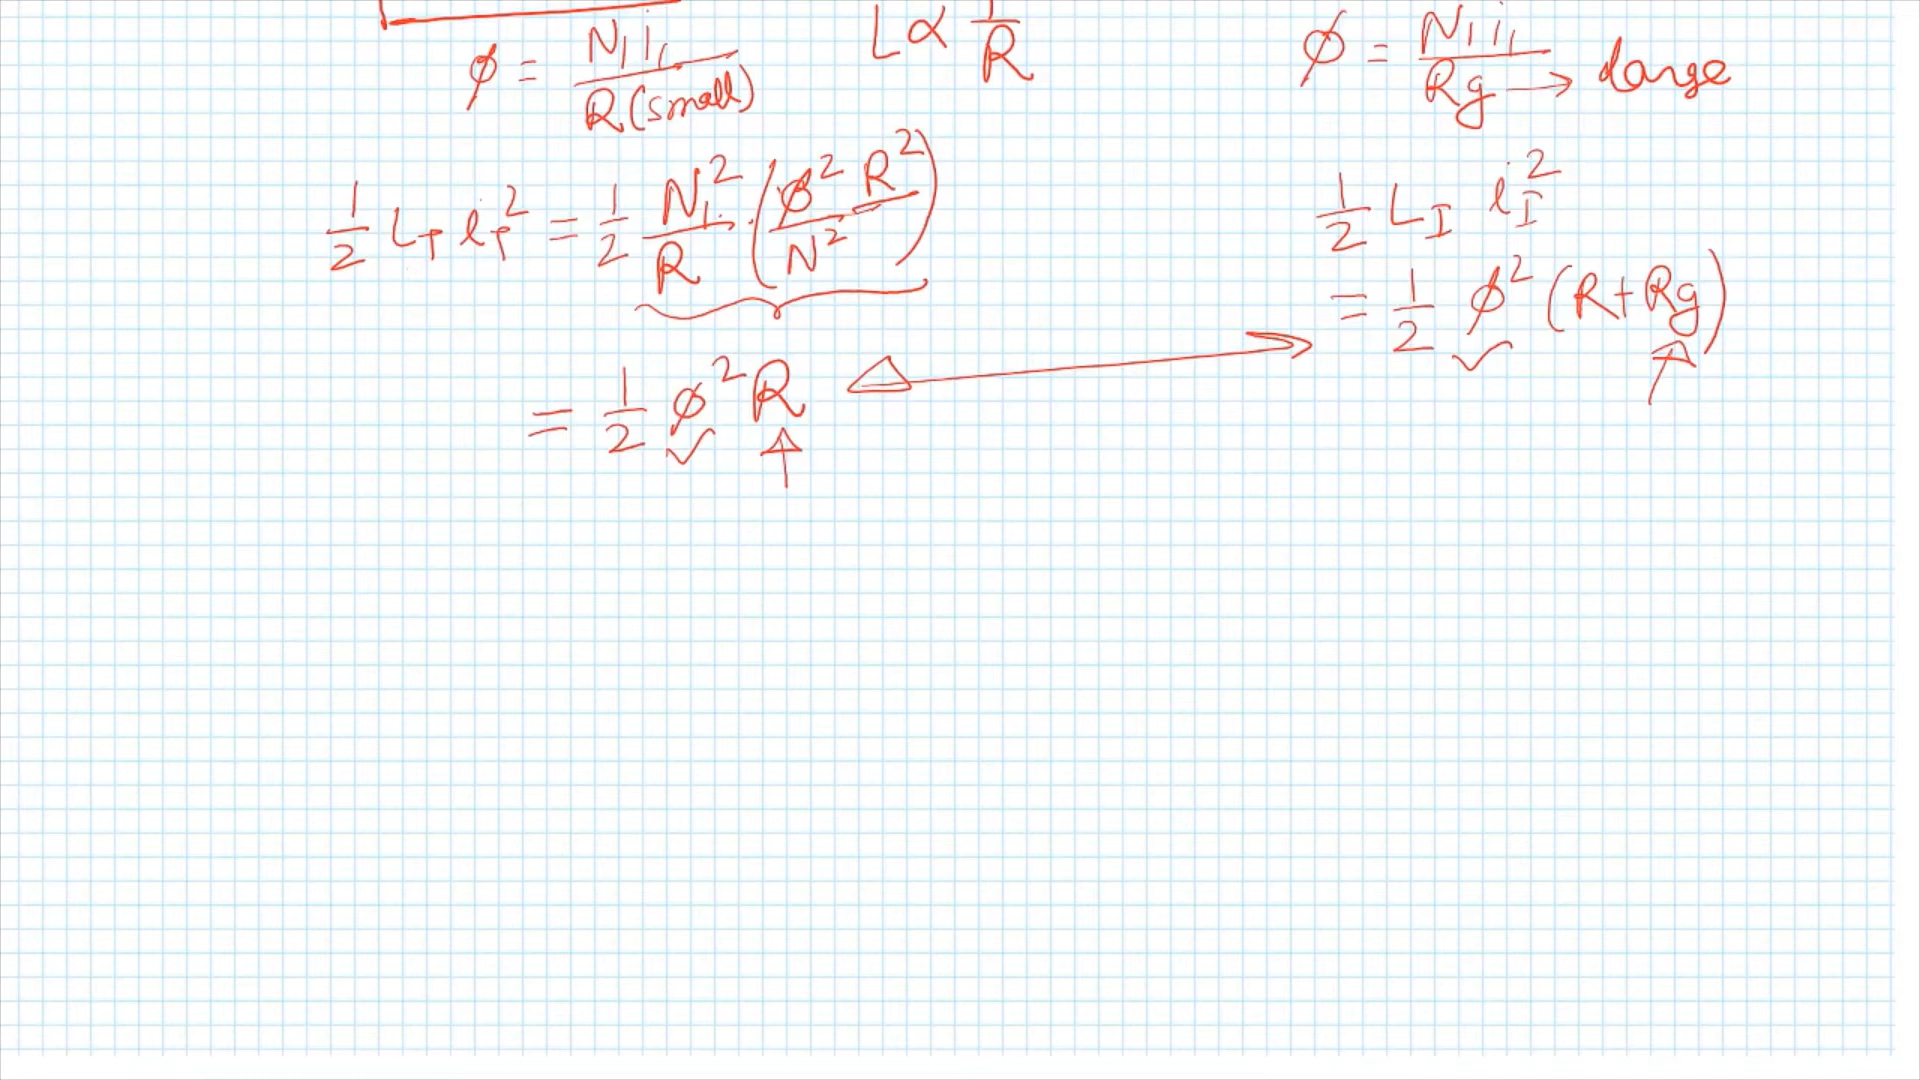 ϕ = N₁i₁ / R (small)
L ∝ 1/R
½ L_T i_T² = ½ N₁²/R · (ϕ² R² / N²)
= ½ ϕ² R
ϕ = N₁i₁ / Rg → large
½ L_I i_I²
= ½ ϕ² (R + Rg)